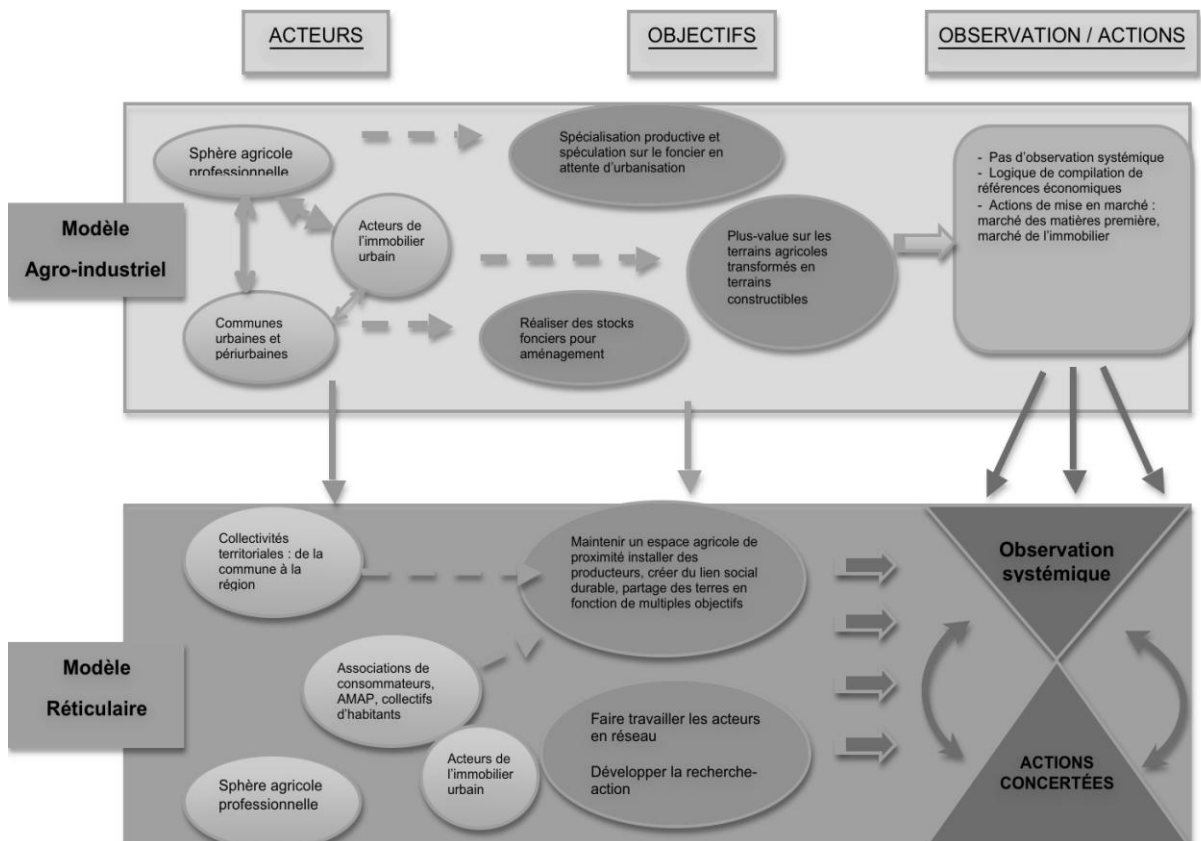 ACTEURS
OBJECTIFS
OBSERVATION / ACTIONS
Modèle
Agro-industriel
Sphère agricole
professionnelle
Acteurs de
l'immobilier
urbain
Communes
urbaines et
périurbaines
Spécialisation productive et
spéculation sur le foncier en
attente d'urbanisation
Plus-value sur les
terrains agricoles
transformés en
terrains
constructibles
Réaliser des stocks
fonciers pour
aménagement
- Pas d'observation systémique
- Logique de compilation de
références économiques
- Actions de mise en marché :
marché des matières première,
marché de l'immobilier
Modèle
Réticulaire
Collectivités
territoriales : de la
commune à la
région
Associations de
consommateurs,
AMAP, collectifs
d'habitants
Acteurs de
l'immobilier
urbain
Sphère agricole
professionnelle
Maintenir un espace agricole de
proximité installer des
producteurs, créer du lien social
durable, partage des terres en
fonction de multiples objectifs
Faire travailler les acteurs
en réseau
Développer la recherche-
action
Observation
systémique
ACTIONS
CONCERTÉES